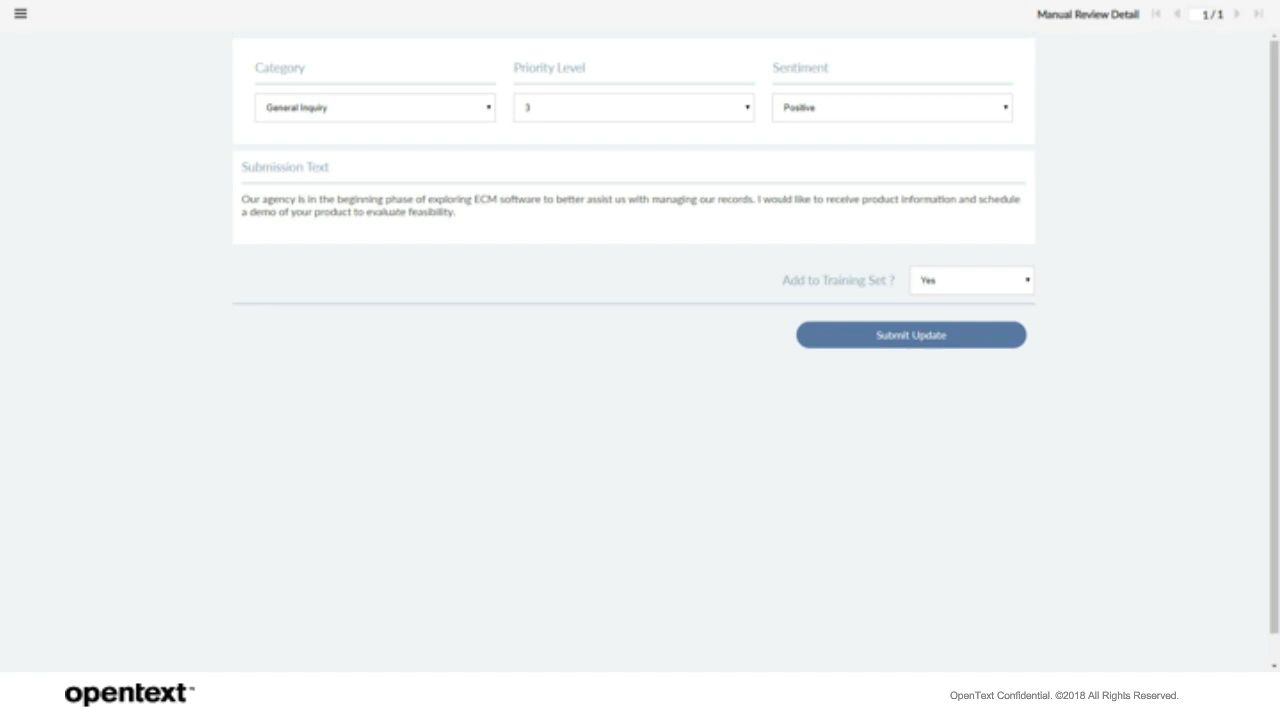 Manual Review Detail 1 / 1
Category Priority Level Sentiment
General Inquiry 3 Positive
Submission Text
Our agency is in the beginning phase of exploring ECM software to better assist us with managing our records. I would like to receive product information and schedule
a demo of your product to evaluate feasibility.
Add to Training Set ? Yes
Submit Update
opentext™
OpenText Confidential. ©2018 All Rights Reserved.